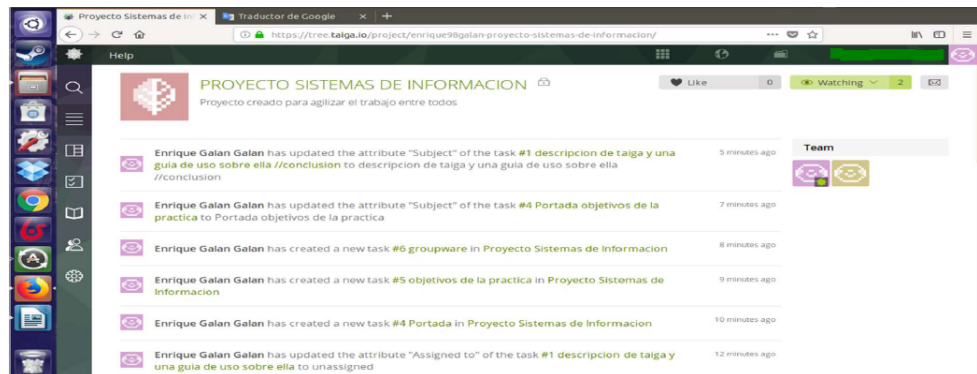 Proyecto Sistemas de In
Traductor de Google
https://tree.taiga.io/project/enrique98galan-proyecto-sistemas-de-informacion/
Help
PROYECTO SISTEMAS DE INFORMACION
Like 0
Watching 2
Proyecto creado para agilizar el trabajo entre todos
Team
Enrique Galan Galan has updated the attribute "Subject" of the task #1 descripcion de taiga y una
guia de uso sobre ella //conclusion to descripcion de taiga y una guia de uso sobre ella
//conclusion
5 minutes ago
Enrique Galan Galan has updated the attribute "Subject" of the task #4 Portada objetivos de la
practica to Portada objetivos de la practica
7 minutes ago
Enrique Galan Galan has created a new task #6 groupware in Proyecto Sistemas de Informacion
8 minutes ago
Enrique Galan Galan has created a new task #5 objetivos de la practica in Proyecto Sistemas de
Informacion
9 minutes ago
Enrique Galan Galan has created a new task #4 Portada in Proyecto Sistemas de Informacion
10 minutes ago
Enrique Galan Galan has updated the attribute "Assigned to" of the task #1 descripcion de taiga y
una guia de uso sobre ella to unassigned
12 minutes ago